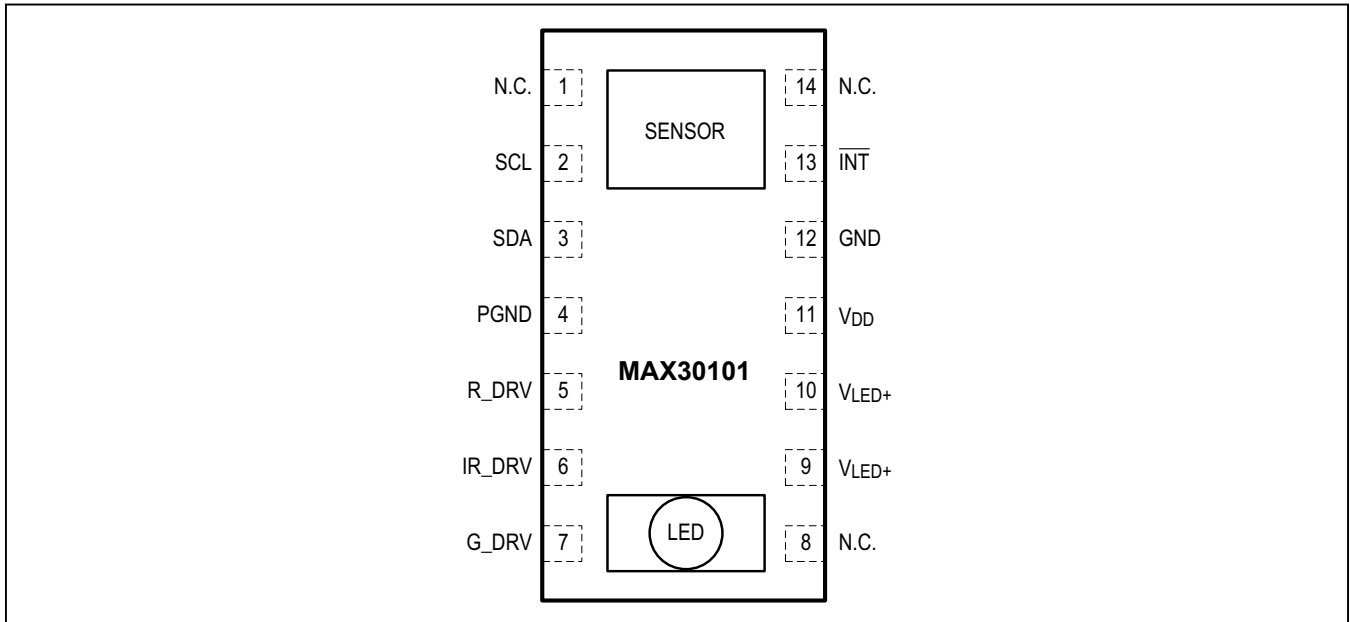 N.C. 1 14 N.C.
SENSOR
SCL 2 13 INT
SDA 3 12 GND
PGND 4 11 VDD
MAX30101
R_DRV 5 10 VLED+
IR_DRV 6 9 VLED+
LED
G_DRV 7 8 N.C.